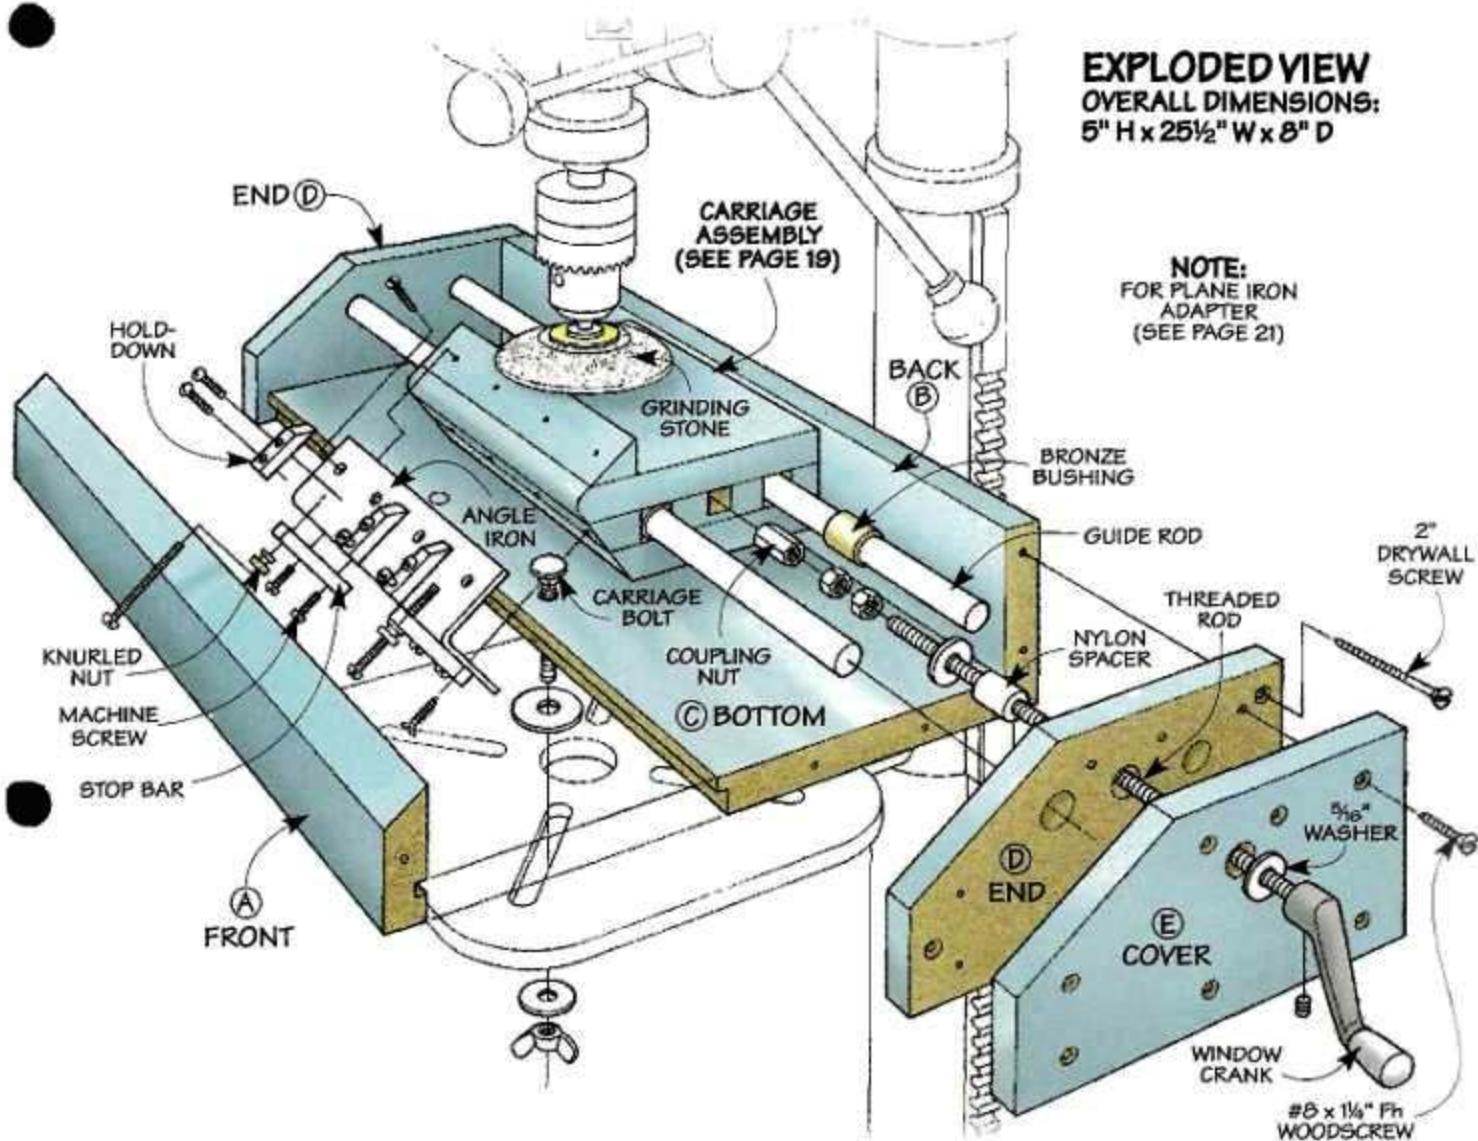 EXPLODED VIEW
OVERALL DIMENSIONS:
5" H x 25½" W x 8" D
END D
CARRIAGE
ASSEMBLY
(SEE PAGE 19)
NOTE:
FOR PLANE IRON
ADAPTER
(SEE PAGE 21)
HOLD-
DOWN
BACK
B
GRINDING
STONE
BRONZE
BUSHING
ANGLE
IRON
GUIDE ROD
2"
DRYWALL
SCREW
CARRIAGE
BOLT
THREADED
ROD
COUPLING
NUT
NYLON
SPACER
KNURLED
NUT
C BOTTOM
MACHINE
SCREW
STOP BAR
5/16"
WASHER
D
END
A
FRONT
E
COVER
WINDOW
CRANK
#8 x 1¼" Fh
WOODSCREW